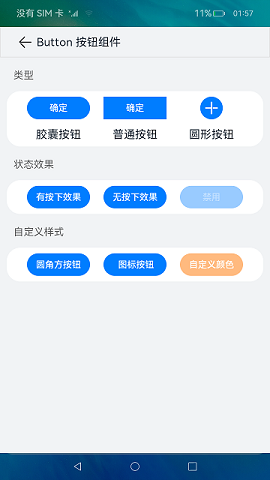 没有 SIM 卡 11% 01:57
Button 按钮组件
类型
确定 确定
胶囊按钮 普通按钮 圆形按钮
状态效果
有按下效果 无按下效果 禁用
自定义样式
圆角方按钮 图标按钮 自定义颜色